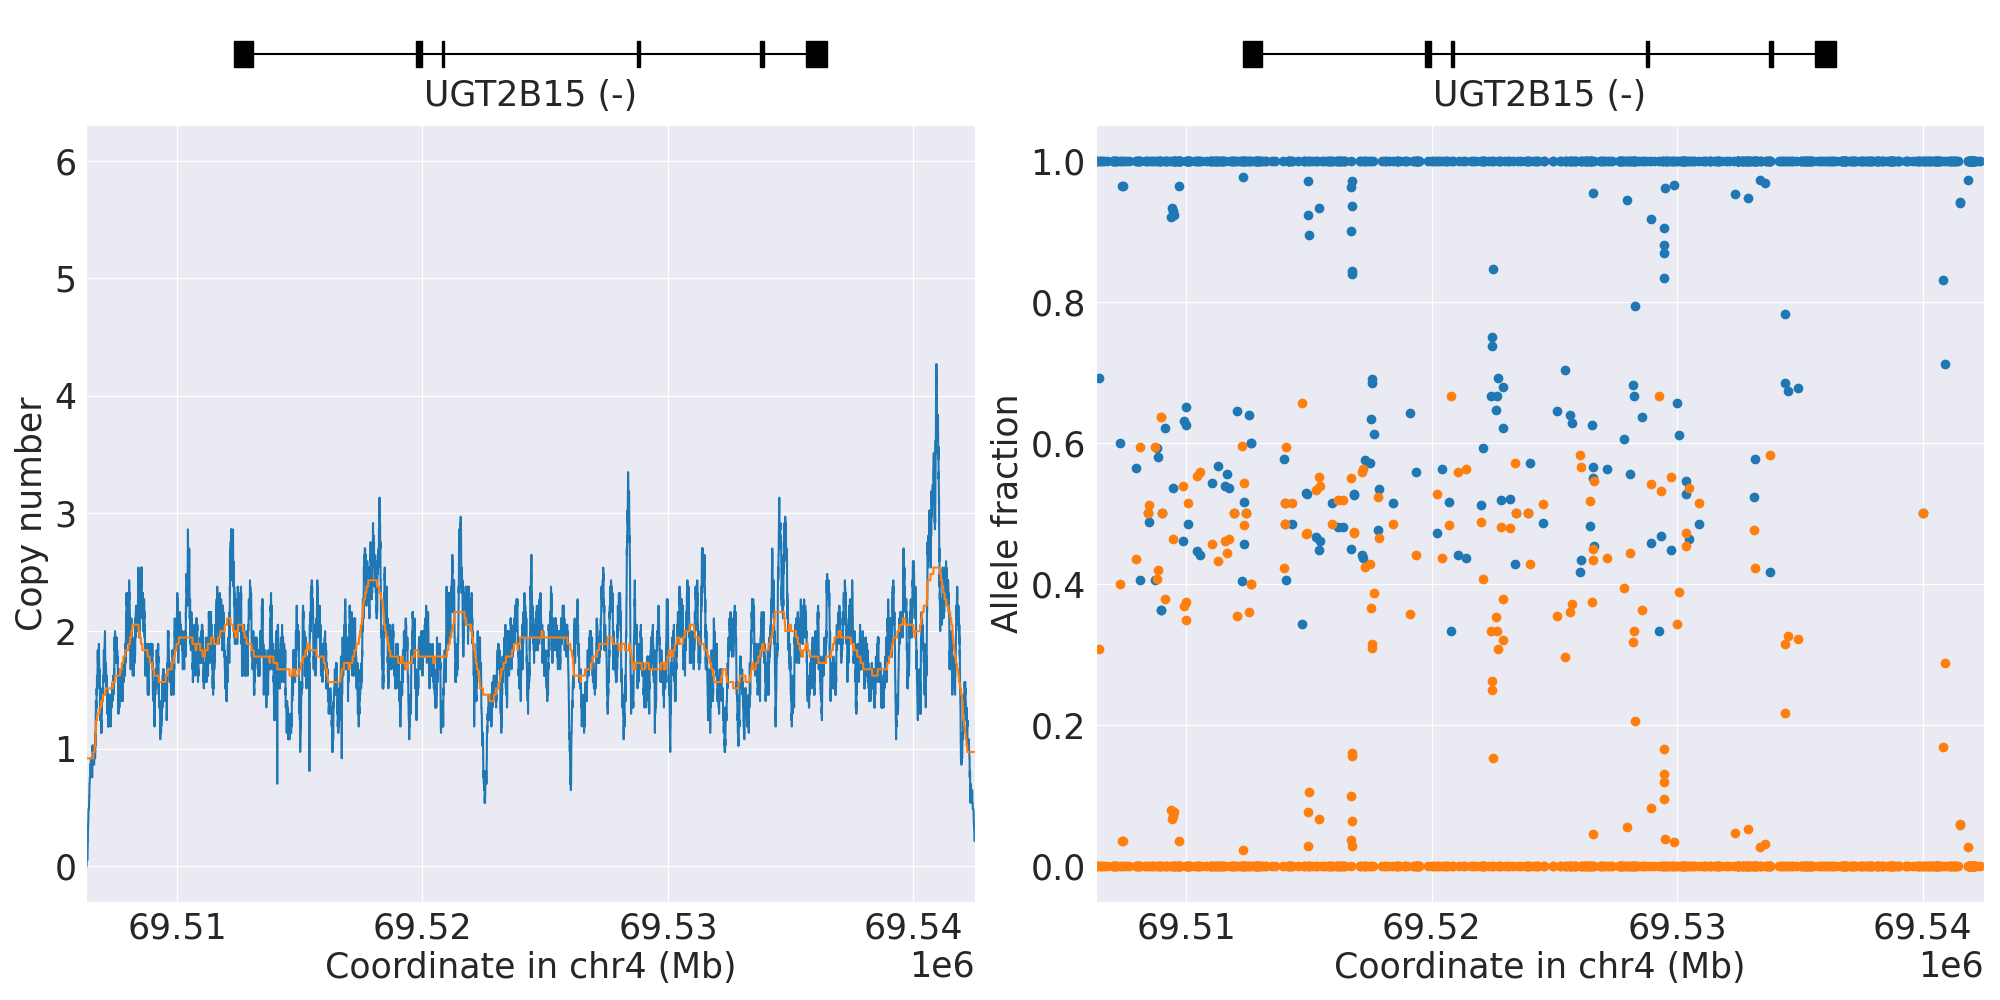 UGT2B15 (-)
Copy number
6
5
4
3
2
1
0
69.51 69.52 69.53 69.54
Coordinate in chr4 (Mb) 1e6
UGT2B15 (-)
Allele fraction
1.0
0.8
0.6
0.4
0.2
0.0
69.51 69.52 69.53 69.54
Coordinate in chr4 (Mb) 1e6